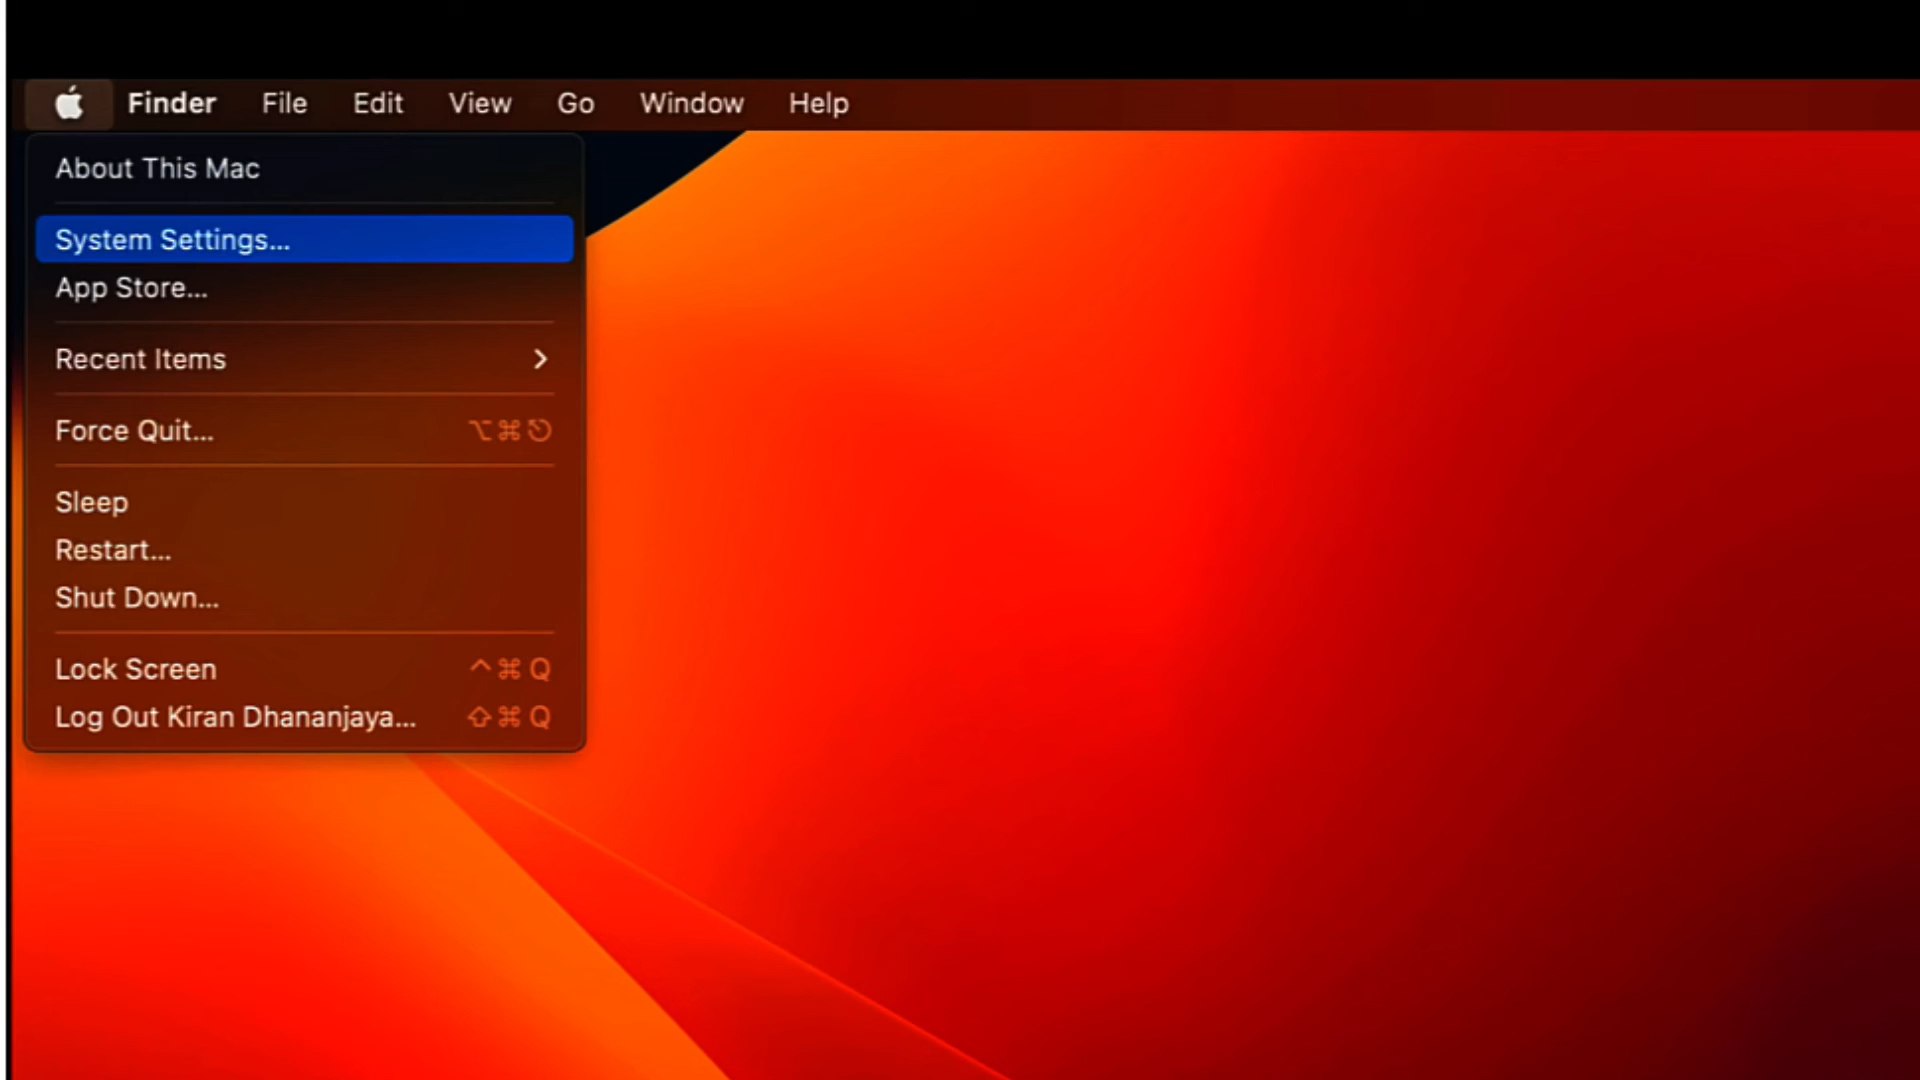 Finder File Edit View Go Window Help
About This Mac
System Settings...
App Store...
Recent Items
Force Quit... ⌥⌘⎋
Sleep
Restart...
Shut Down...
Lock Screen ^⌘Q
Log Out Kiran Dhananjaya... ⇧⌘Q